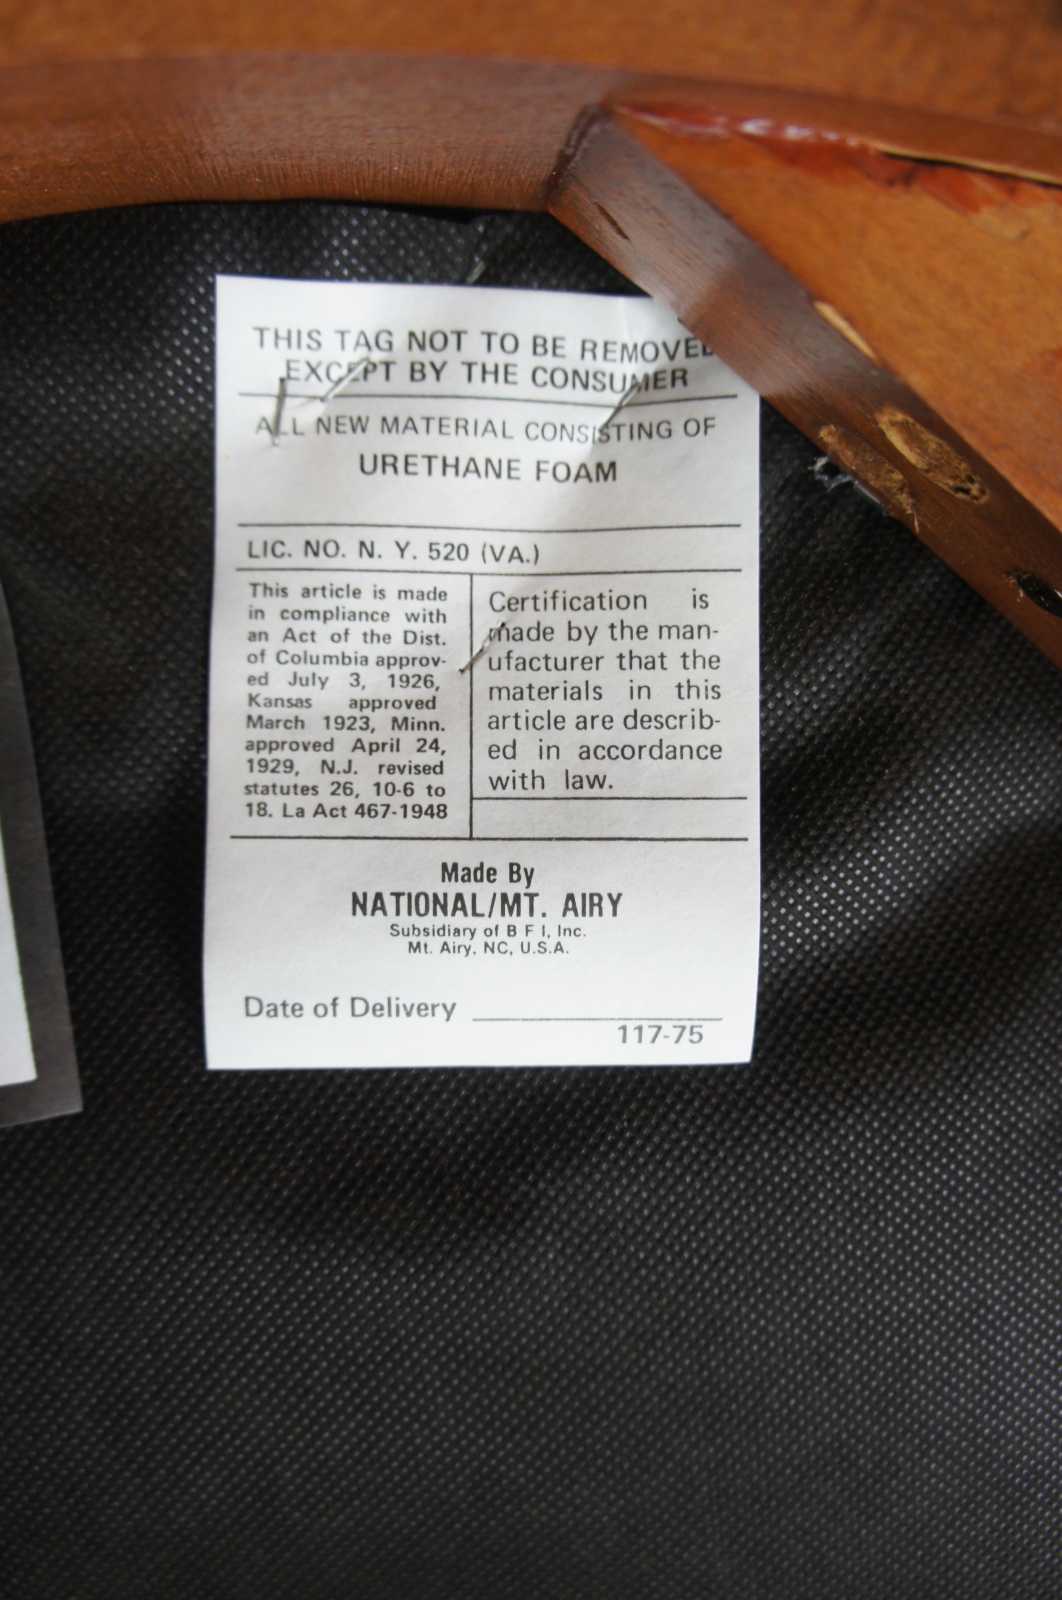 THIS TAG NOT TO BE REMOVED
EXCEPT BY THE CONSUMER
ALL NEW MATERIAL CONSISTING OF
URETHANE FOAM
LIC. NO. N. Y. 520 (VA.)
This article is made
in compliance with
an Act of the Dist.
of Columbia approv-
ed July 3, 1926,
Kansas approved
March 1923, Minn.
approved April 24,
1929, N.J. revised
statutes 26, 10-6 to
18. La Act 467-1948
Certification is
made by the man-
ufacturer that the
materials in this
article are describ-
ed in accordance
with law.
Made By
NATIONAL/MT. AIRY
Subsidiary of B F I, Inc.
Mt. Airy, NC, U.S.A.
Date of Delivery
117-75